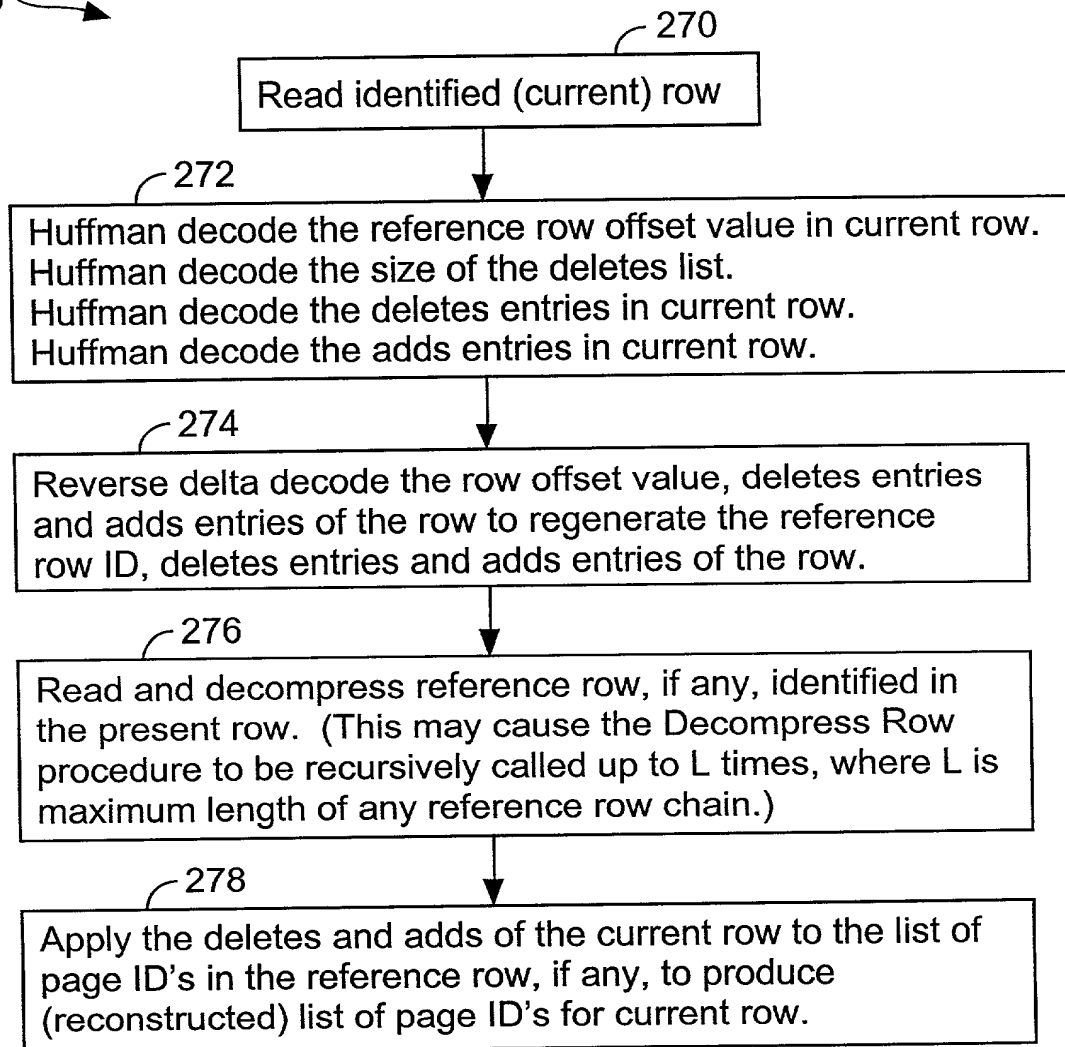 270
Read identified (current) row
272
Huffman decode the reference row offset value in current row.
Huffman decode the size of the deletes list.
Huffman decode the deletes entries in current row.
Huffman decode the adds entries in current row.
274
Reverse delta decode the row offset value, deletes entries
and adds entries of the row to regenerate the reference
row ID, deletes entries and adds entries of the row.
276
Read and decompress reference row, if any, identified in
the present row.  (This may cause the Decompress Row
procedure to be recursively called up to L times, where L is
maximum length of any reference row chain.)
278
Apply the deletes and adds of the current row to the list of
page ID's in the reference row, if any, to produce
(reconstructed) list of page ID's for current row.